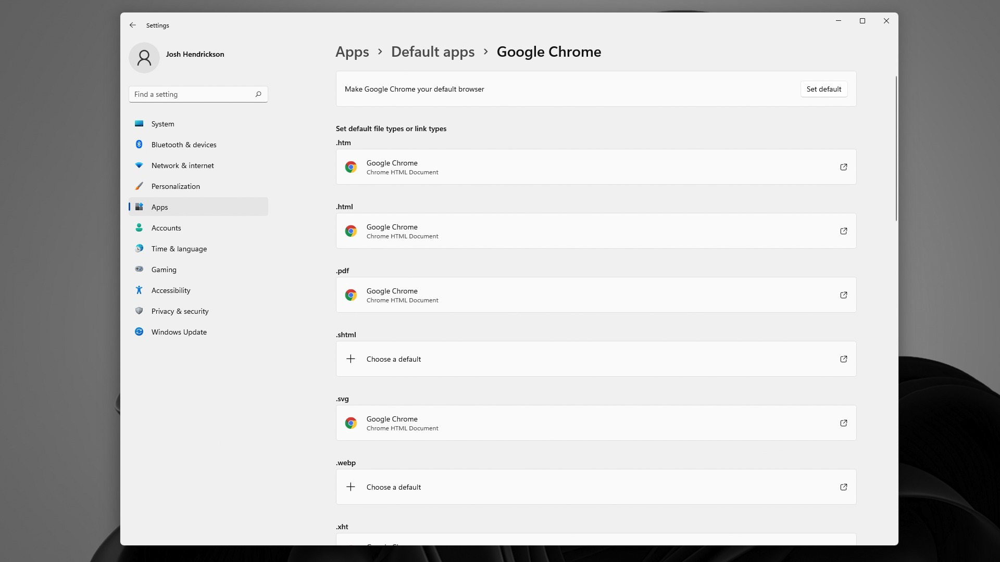 Settings
Josh Hendrickson
Find a setting
System
Bluetooth & devices
Network & internet
Personalization
Apps
Accounts
Time & language
Gaming
Accessibility
Privacy & security
Windows Update
Apps › Default apps › Google Chrome
Make Google Chrome your default browser
Set default
Set default file types or link types
.htm
Google Chrome
Chrome HTML Document
.html
Google Chrome
Chrome HTML Document
.pdf
Google Chrome
Chrome HTML Document
.shtml
Choose a default
.svg
Google Chrome
Chrome HTML Document
.webp
Choose a default
.xht